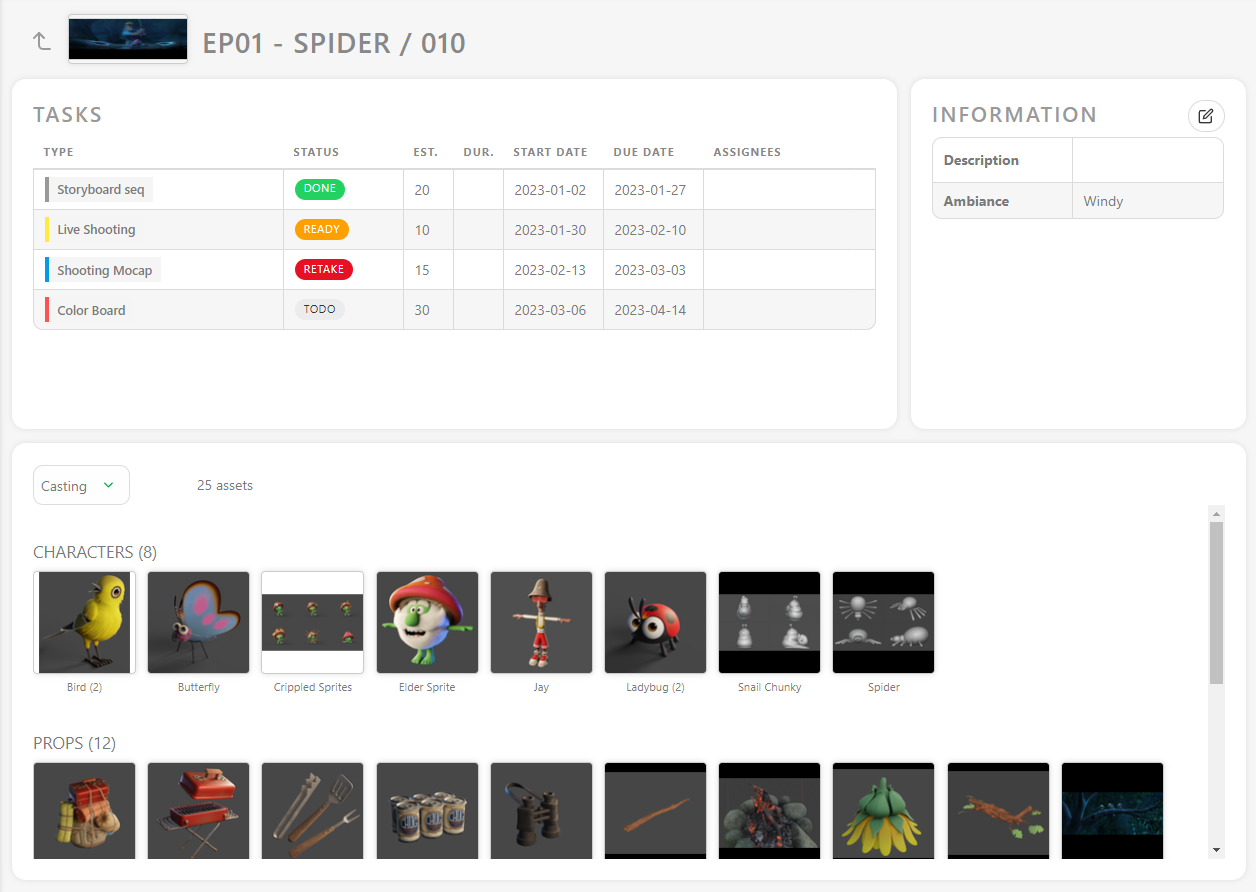 EP01 - SPIDER / 010
TASKS
TYPE STATUS EST. DUR. START DATE DUE DATE ASSIGNEES
Storyboard seq DONE 20 2023-01-02 2023-01-27
Live Shooting READY 10 2023-01-30 2023-02-10
Shooting Mocap RETAKE 15 2023-02-13 2023-03-03
Color Board TODO 30 2023-03-06 2023-04-14
INFORMATION
Description
Ambiance Windy
Casting 25 assets
CHARACTERS (8)
Bird (2) Butterfly Crippled Sprites Elder Sprite Jay Ladybug (2) Snail Chunky Spider
PROPS (12)